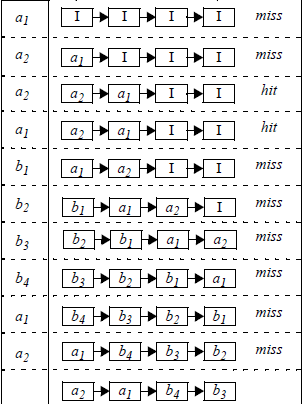 a1 I I I I miss
a2 a1 I I I miss
a2 a2 a1 I I hit
a1 a2 a1 I I hit
b1 a1 a2 I I miss
b2 b1 a1 a2 I miss
b3 b2 b1 a1 a2 miss
b4 b3 b2 b1 a1 miss
a1 b4 b3 b2 b1 miss
a2 a1 b4 b3 b2 miss
a2 a1 b4 b3